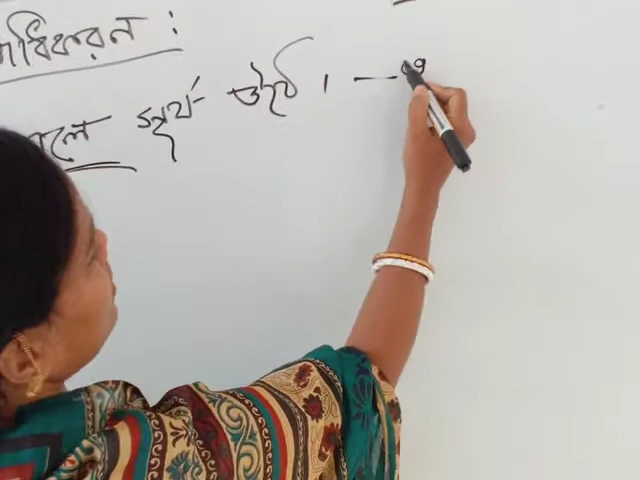 ধিকরন :
লে সূর্য ওঠে । —